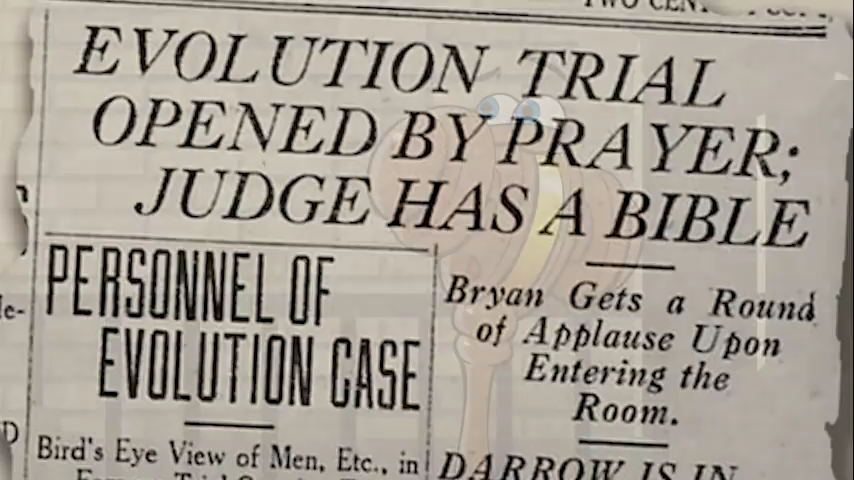 TWO CENT
EVOLUTION TRIAL
OPENED BY PRAYER;
JUDGE HAS A BIBLE
PERSONNEL OF
EVOLUTION CASE
Bird's Eye View of Men, Etc., in
Bryan Gets a Round
of Applause Upon
Entering the
Room.
DARROW IS IN